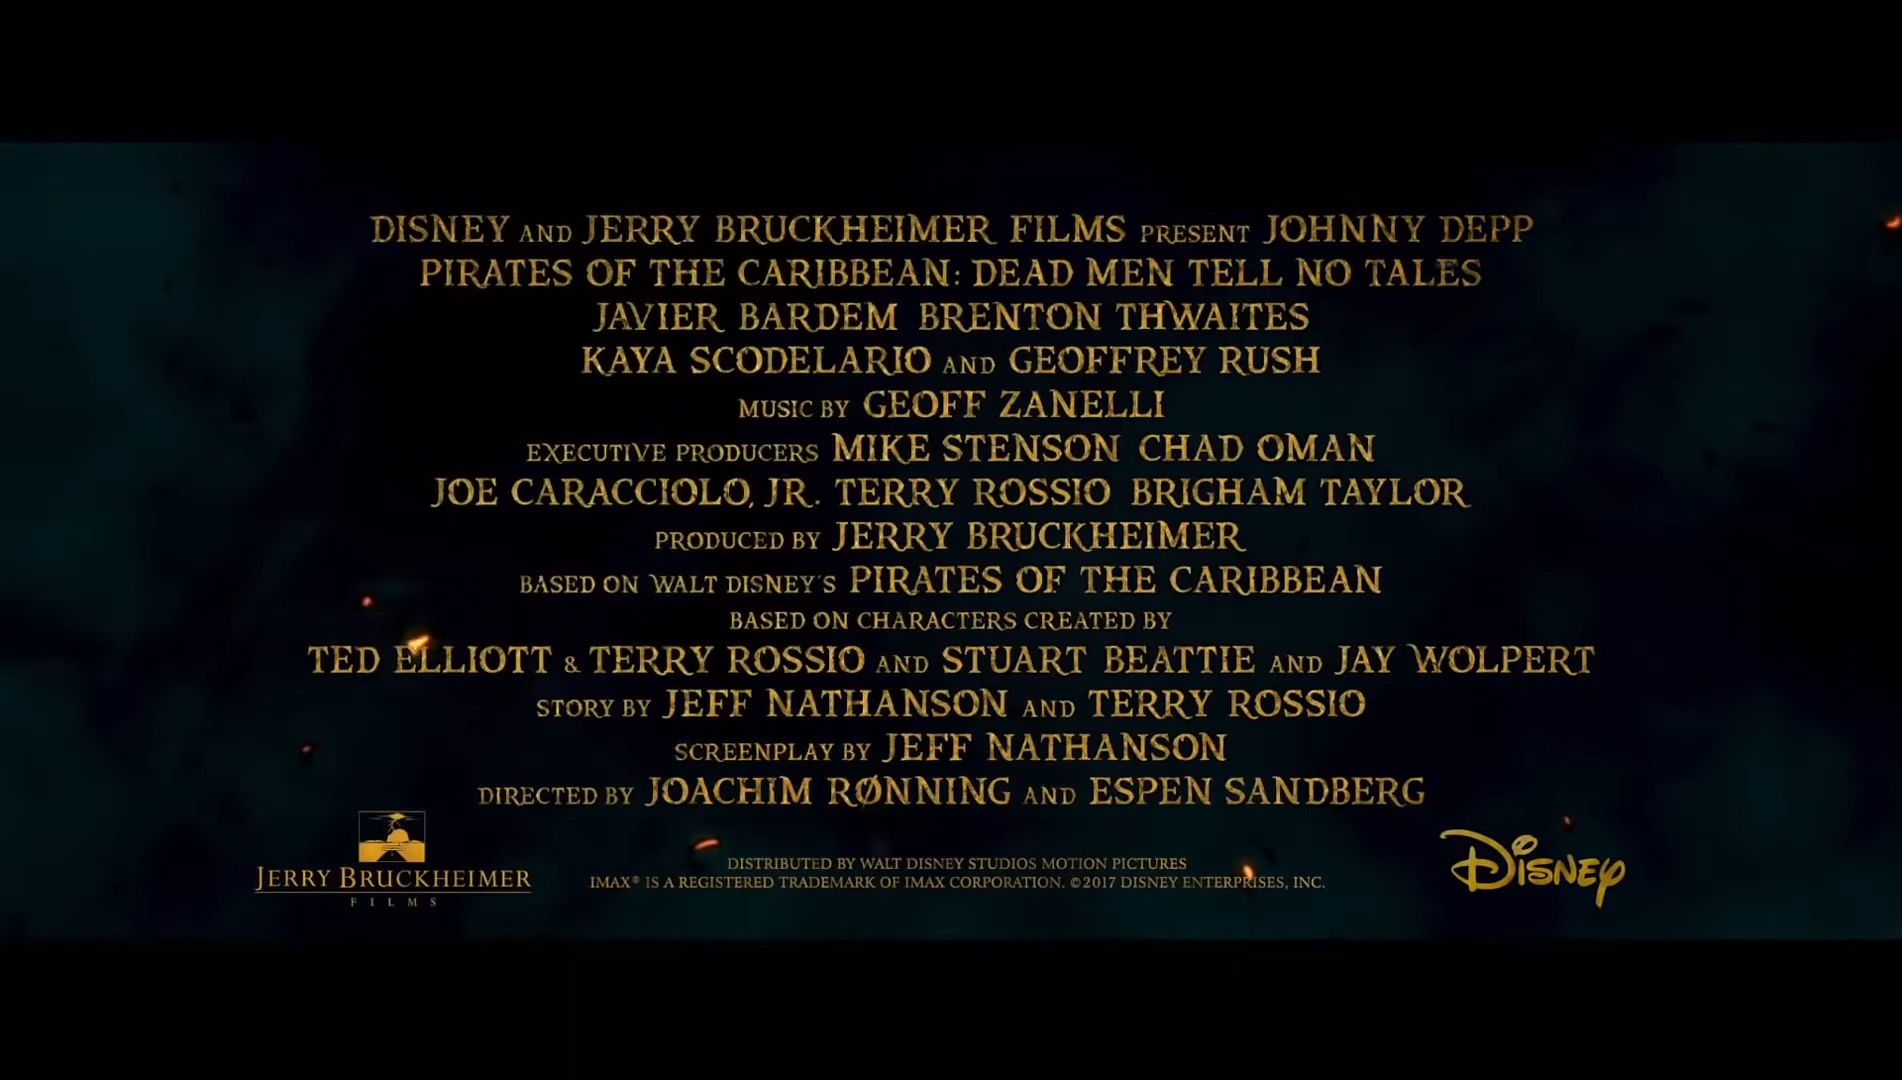 DISNEY AND JERRY BRUCKHEIMER FILMS PRESENT JOHNNY DEPP
PIRATES OF THE CARIBBEAN: DEAD MEN TELL NO TALES
JAVIER BARDEM BRENTON THWAITES
KAYA SCODELARIO AND GEOFFREY RUSH
MUSIC BY GEOFF ZANELLI
EXECUTIVE PRODUCERS MIKE STENSON CHAD OMAN
JOE CARACCIOLO, JR. TERRY ROSSIO BRIGHAM TAYLOR
PRODUCED BY JERRY BRUCKHEIMER
BASED ON WALT DISNEY'S PIRATES OF THE CARIBBEAN
BASED ON CHARACTERS CREATED BY
TED ELLIOTT & TERRY ROSSIO AND STUART BEATTIE AND JAY WOLPERT
STORY BY JEFF NATHANSON AND TERRY ROSSIO
SCREENPLAY BY JEFF NATHANSON
DIRECTED BY JOACHIM RØNNING AND ESPEN SANDBERG
JERRY BRUCKHEIMER
FILMS
DISTRIBUTED BY WALT DISNEY STUDIOS MOTION PICTURES
IMAX® IS A REGISTERED TRADEMARK OF IMAX CORPORATION. ©2017 DISNEY ENTERPRISES, INC.
DISNEY